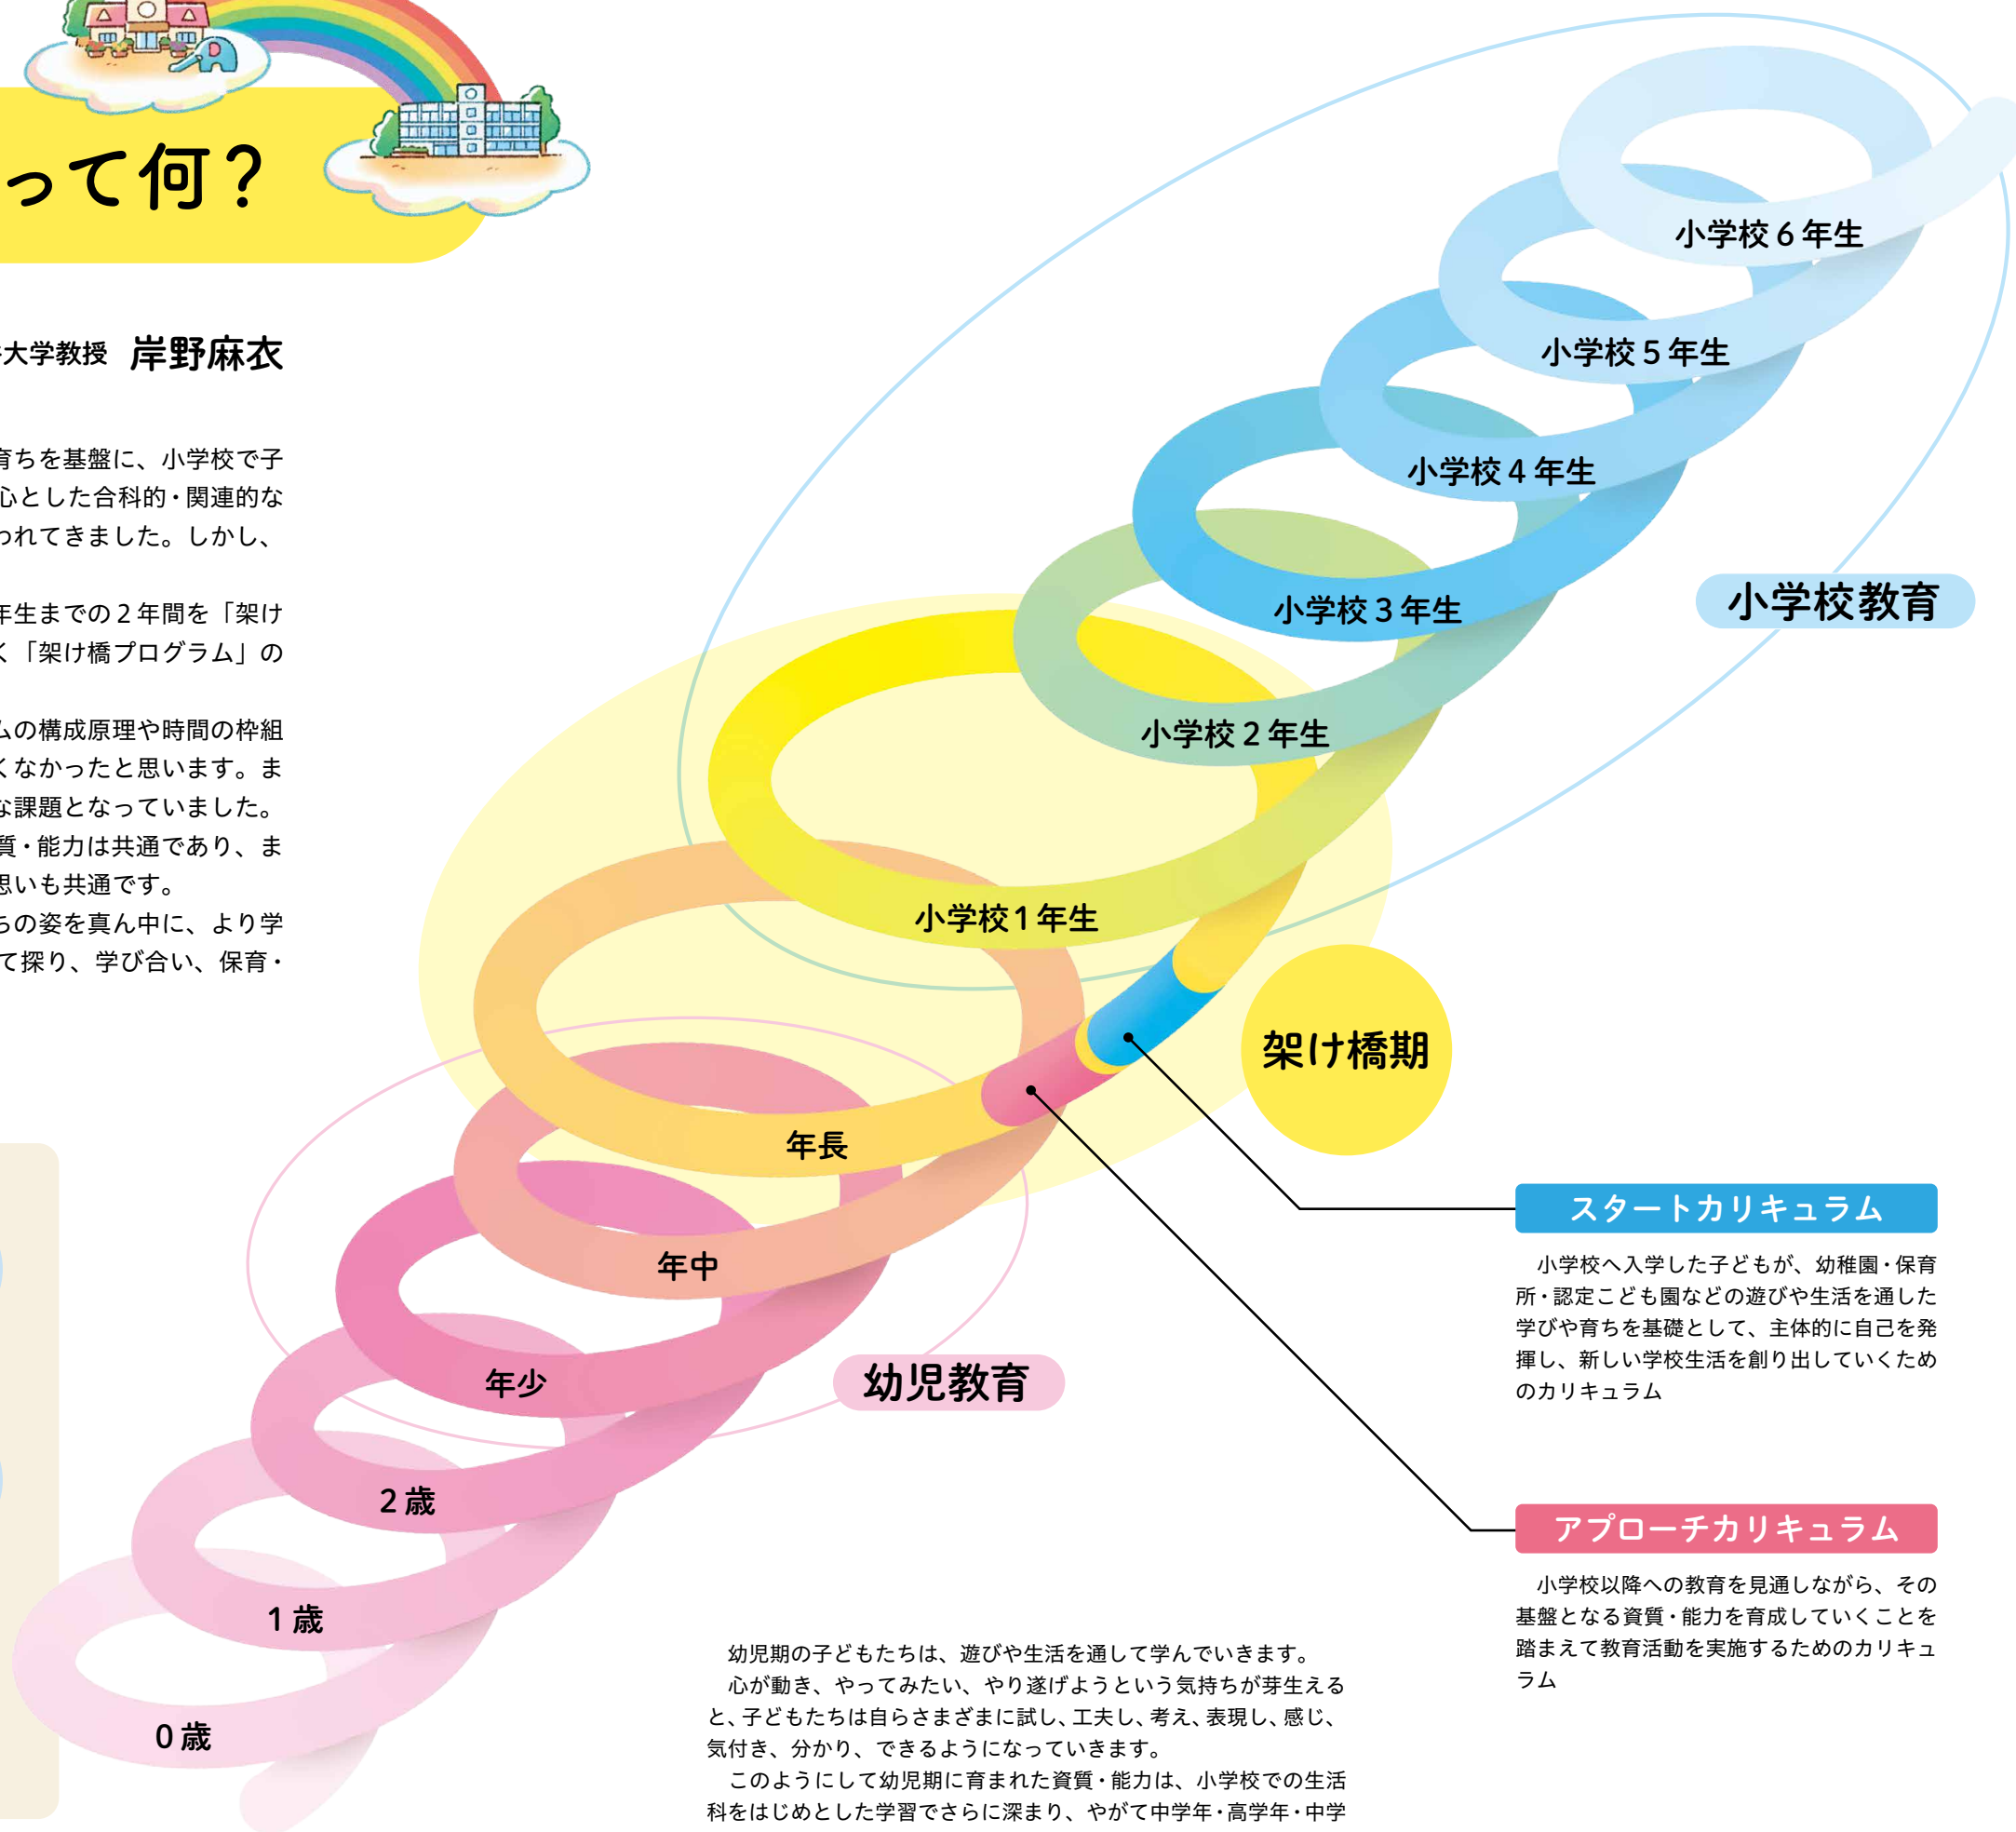 って何？
大学教授 岸野麻衣
育ちを基盤に、小学校で子
心とした合科的・関連的な
われてきました。しかし、
年生までの２年間を「架け
く「架け橋プログラム」の
ムの構成原理や時間の枠組
くなかったと思います。ま
な課題となっていました。
質・能力は共通であり、ま
思いも共通です。
ちの姿を真ん中に、より学
て探り、学び合い、保育・
小学校６年生
小学校５年生
小学校４年生
小学校３年生
小学校２年生
小学校１年生
小学校教育
架け橋期
年長
年中
年少
２歳
１歳
０歳
幼児教育
スタートカリキュラム
小学校へ入学した子どもが、幼稚園・保育
所・認定こども園などの遊びや生活を通した
学びや育ちを基礎として、主体的に自己を発
揮し、新しい学校生活を創り出していくため
のカリキュラム
アプローチカリキュラム
小学校以降への教育を見通しながら、その
基盤となる資質・能力を育成していくことを
踏まえて教育活動を実施するためのカリキュ
ラム
幼児期の子どもたちは、遊びや生活を通して学んでいきます。
心が動き、やってみたい、やり遂げようという気持ちが芽生える
と、子どもたちは自らさまざまに試し、工夫し、考え、表現し、感じ、
気付き、分かり、できるようになっていきます。
このようにして幼児期に育まれた資質・能力は、小学校での生活
科をはじめとした学習でさらに深まり、やがて中学年・高学年・中学